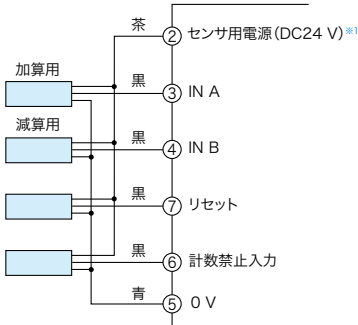 茶
② センサ用電源(DC24 V)※1
加算用
黒
③ IN A
減算用
黒
④ IN B
黒
⑦ リセット
黒
⑥ 計数禁止入力
青
⑤ 0 V